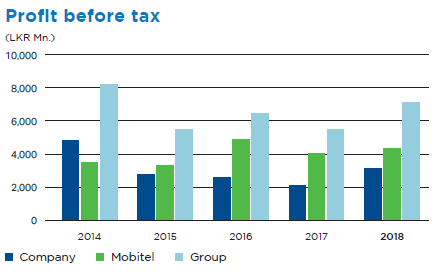 Profit before tax
(LKR Mn.)
10,000
8,000
6,000
4,000
2,000
0
2014 2015 2016 2017 2018
Company Mobitel Group